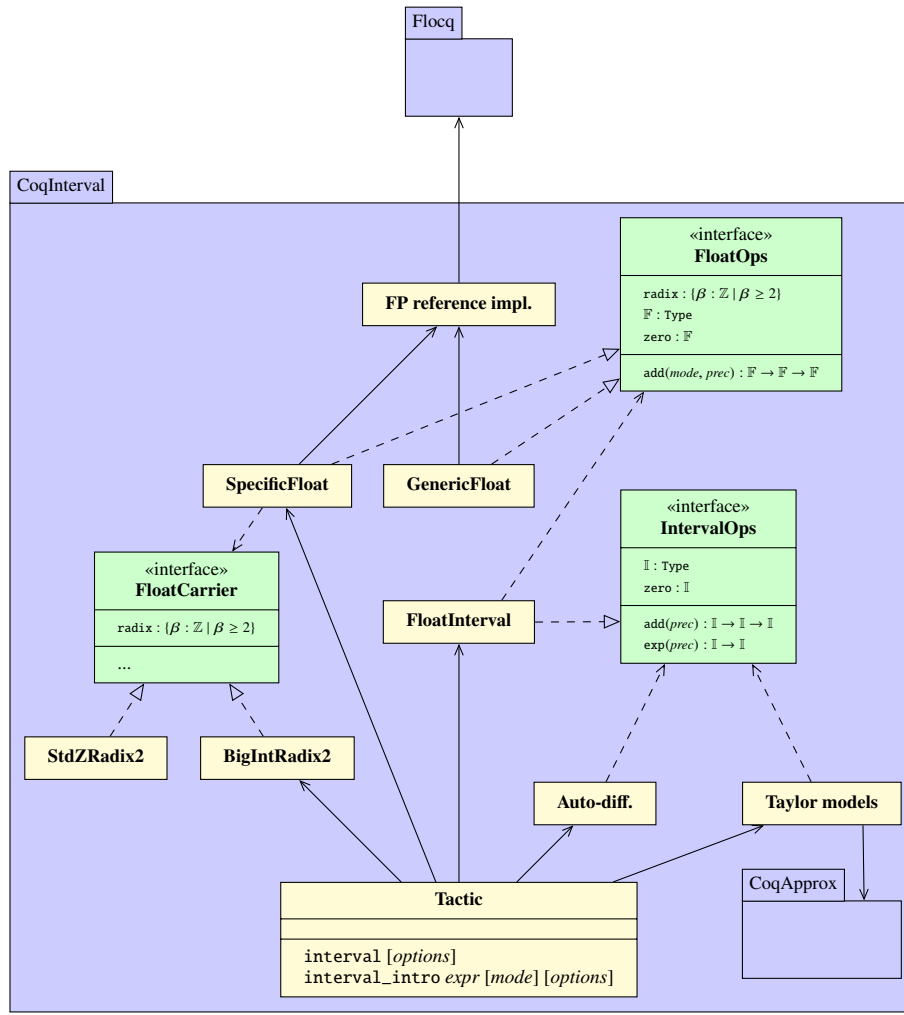 Flocq
CoqInterval
«interface»
FloatOps
radix : {β : ℤ | β ≥ 2}
𝔽 : Type
zero : 𝔽
add(mode, prec) : 𝔽 → 𝔽 → 𝔽
FP reference impl.
SpecificFloat
GenericFloat
«interface»
IntervalOps
𝕀 : Type
zero : 𝕀
add(prec) : 𝕀 → 𝕀 → 𝕀
exp(prec) : 𝕀 → 𝕀
«interface»
FloatCarrier
radix : {β : ℤ | β ≥ 2}
...
FloatInterval
StdZRadix2
BigIntRadix2
Auto-diff.
Taylor models
CoqApprox
Tactic
interval [options]
interval_intro expr [mode] [options]